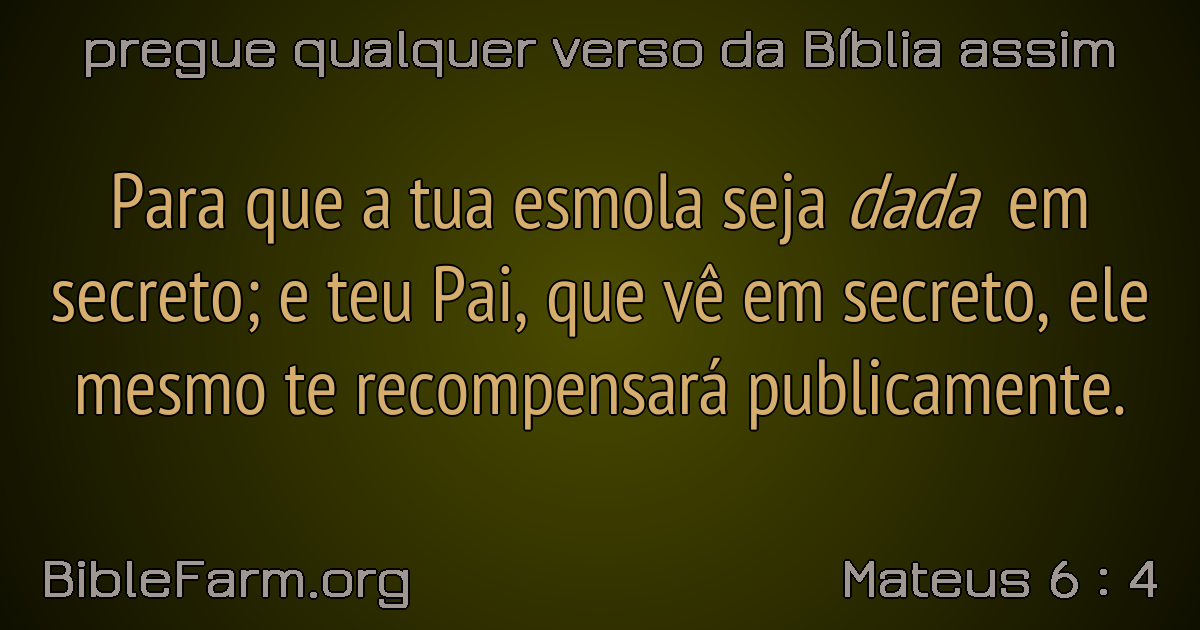 pregue qualquer verso da Bíblia assim
Para que a tua esmola seja dada em
secreto; e teu Pai, que vê em secreto, ele
mesmo te recompensará publicamente.
BibleFarm.org
Mateus 6 : 4